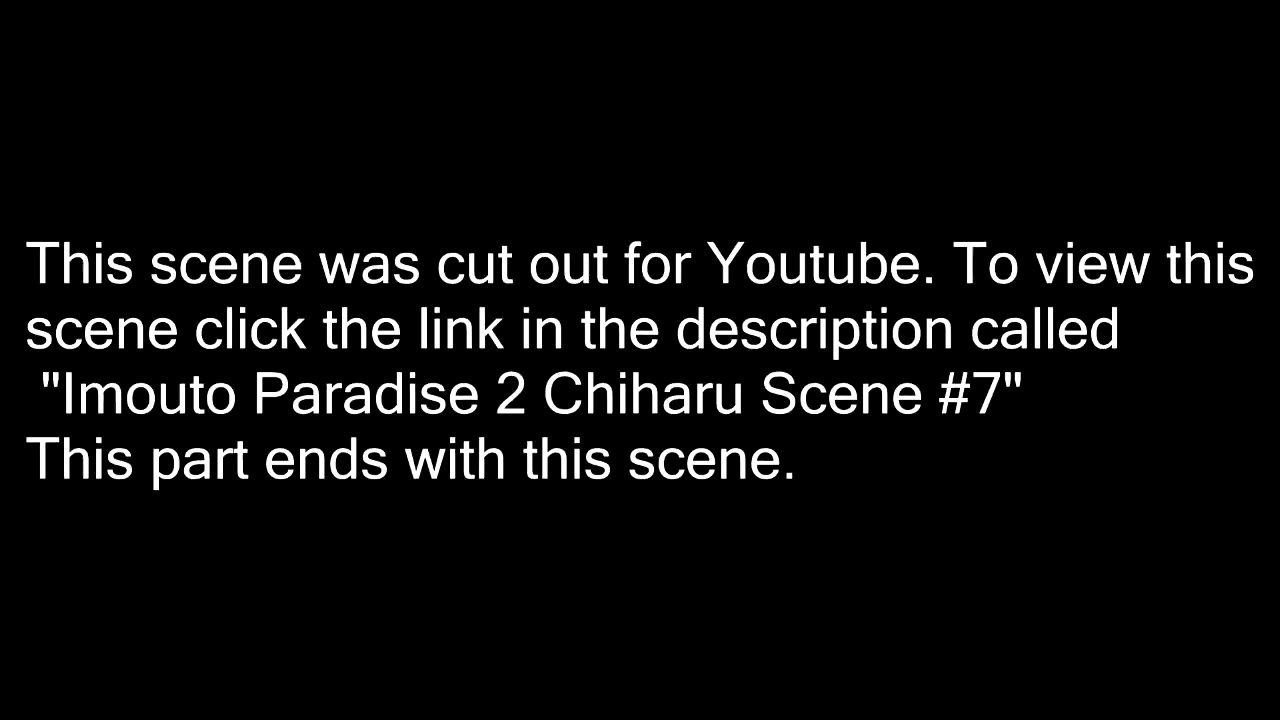 This scene was cut out for Youtube. To view this
scene click the link in the description called
"Imouto Paradise 2 Chiharu Scene #7"
This part ends with this scene.